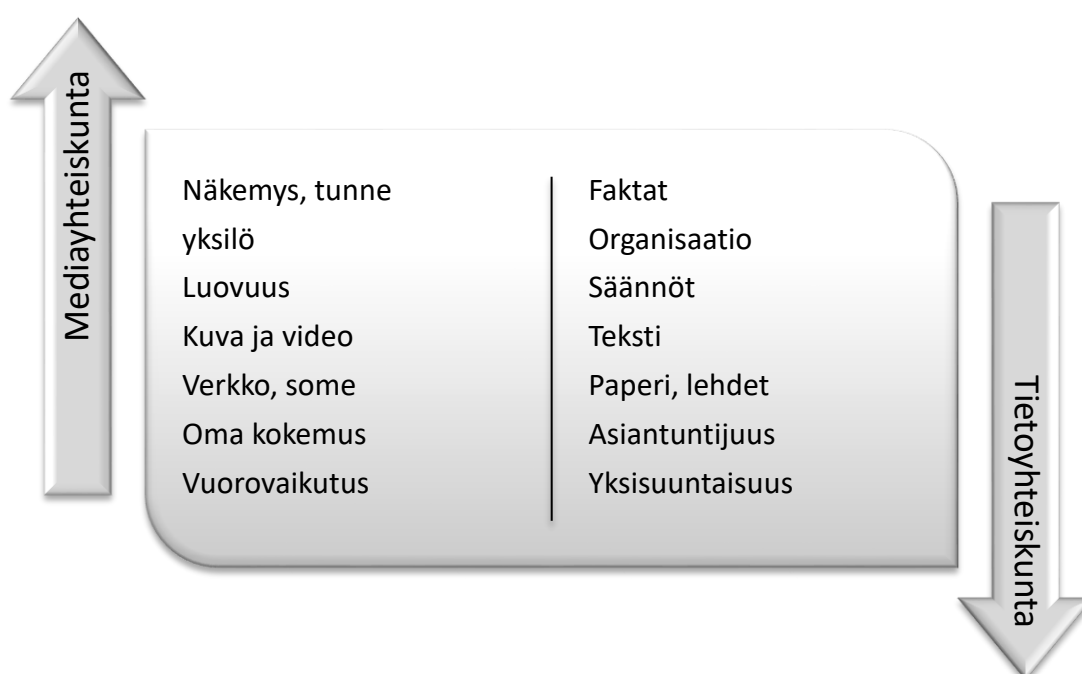 Mediayhteiskunta
Näkemys, tunne
yksilö
Luovuus
Kuva ja video
Verkko, some
Oma kokemus
Vuorovaikutus
Faktat
Organisaatio
Säännöt
Teksti
Paperi, lehdet
Asiantuntijuus
Yksisuuntaisuus
Tietoyhteiskunta